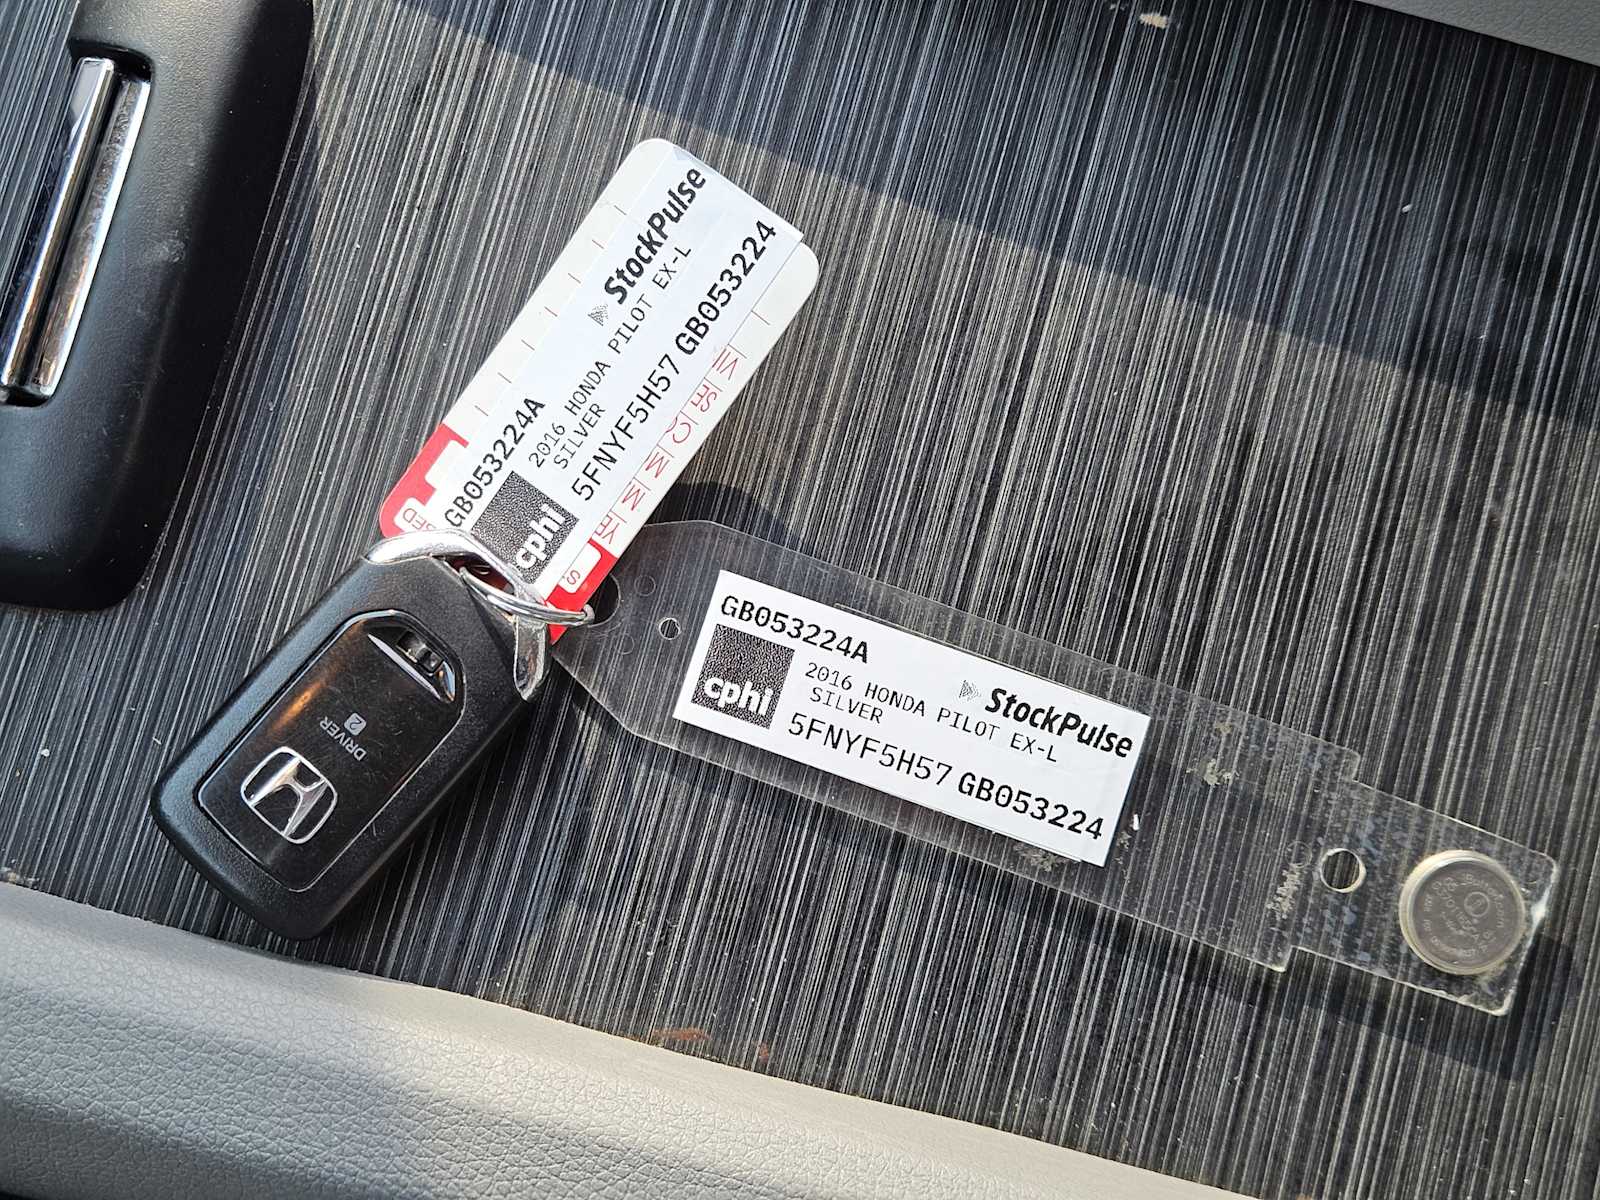 StockPulse
GB053224A
2016 HONDA PILOT EX-L
SILVER
5FNYF5H57 GB053224
cphi
DRIVER
2
GB053224A
cphi
2016 HONDA PILOT EX-L
SILVER
StockPulse
5FNYF5H57 GB053224